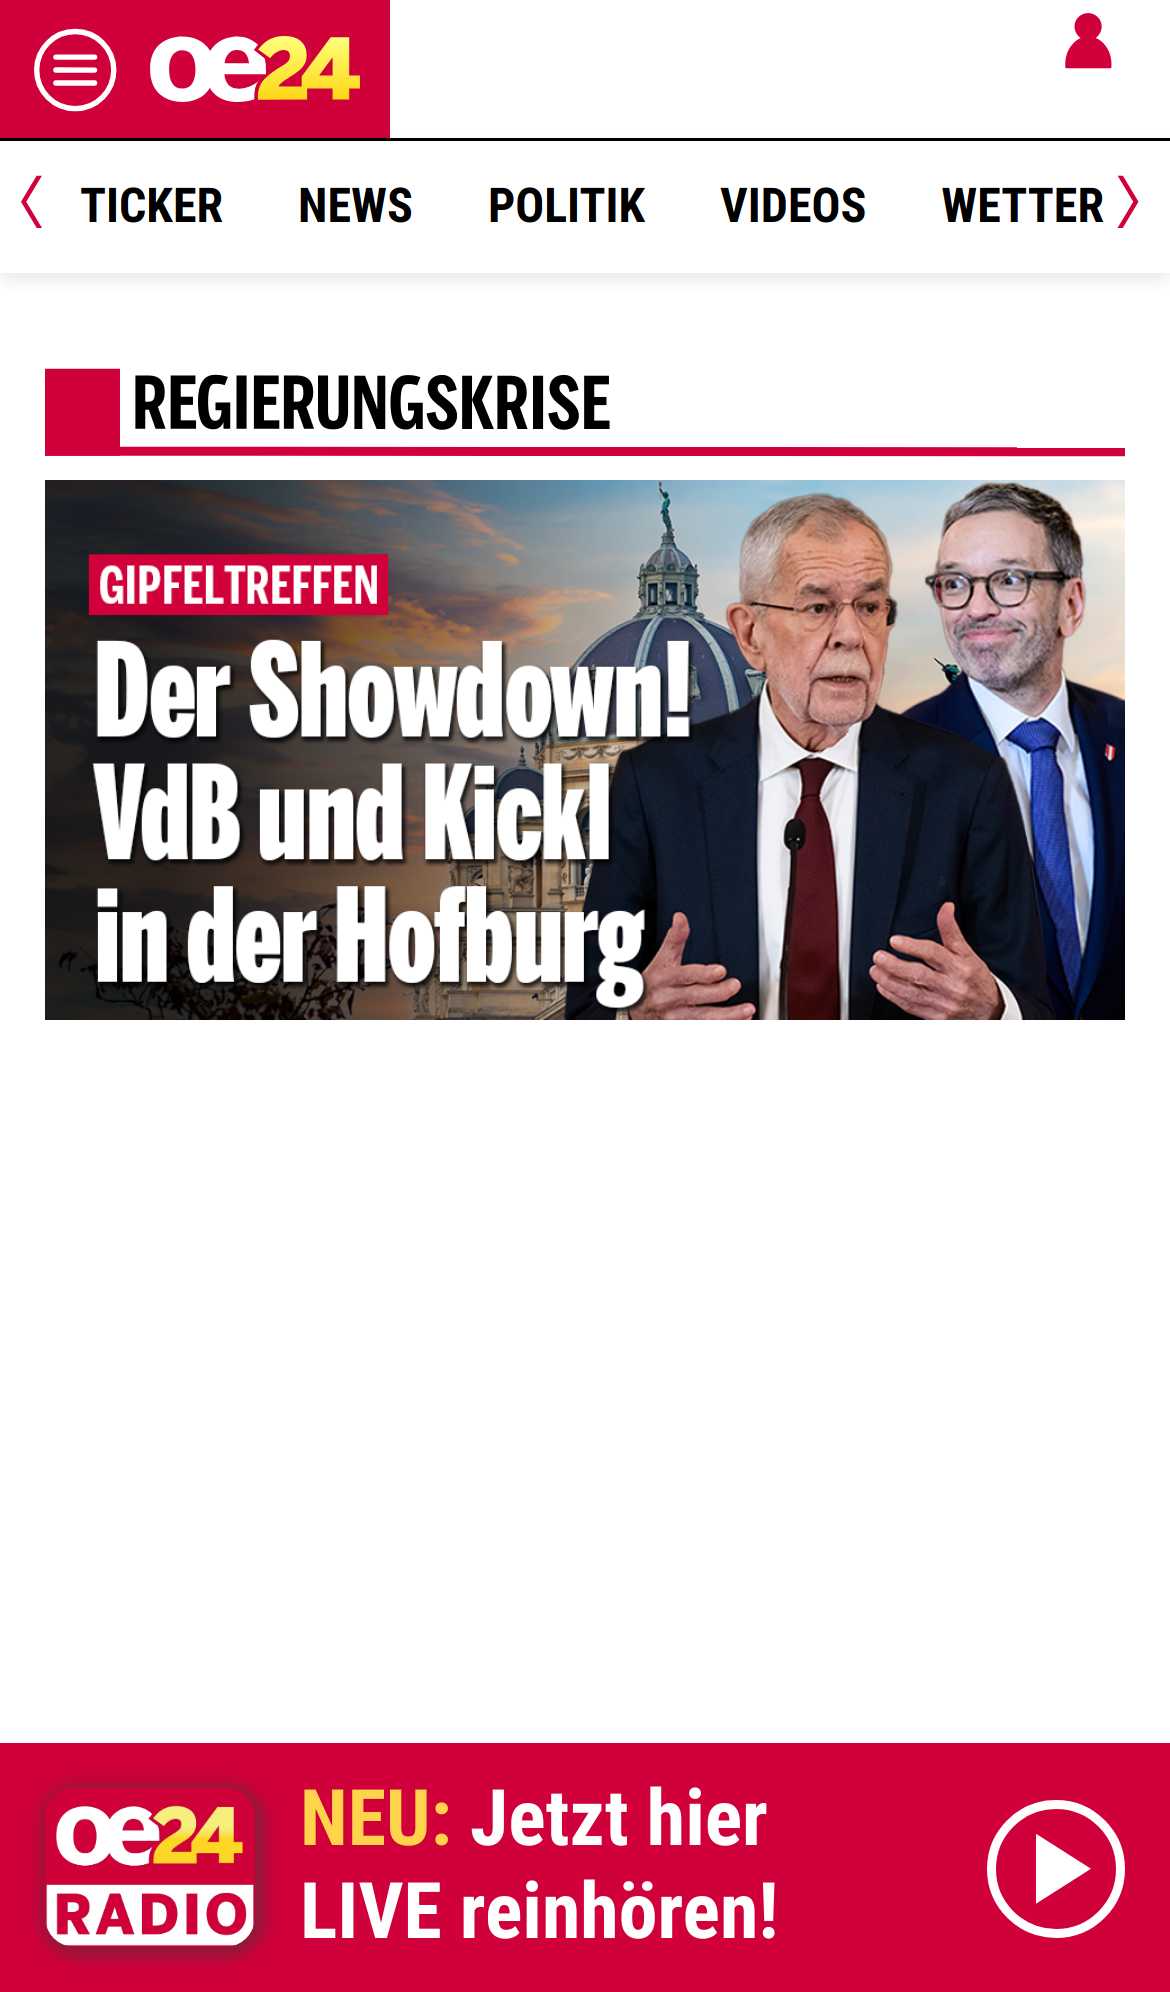 oe24
TICKER NEWS POLITIK VIDEOS WETTER
REGIERUNGSKRISE
GIPFELTREFFEN
Der Showdown!
VdB und Kickl
in der Hofburg
oe24
RADIO
NEU: Jetzt hier
LIVE reinhören!